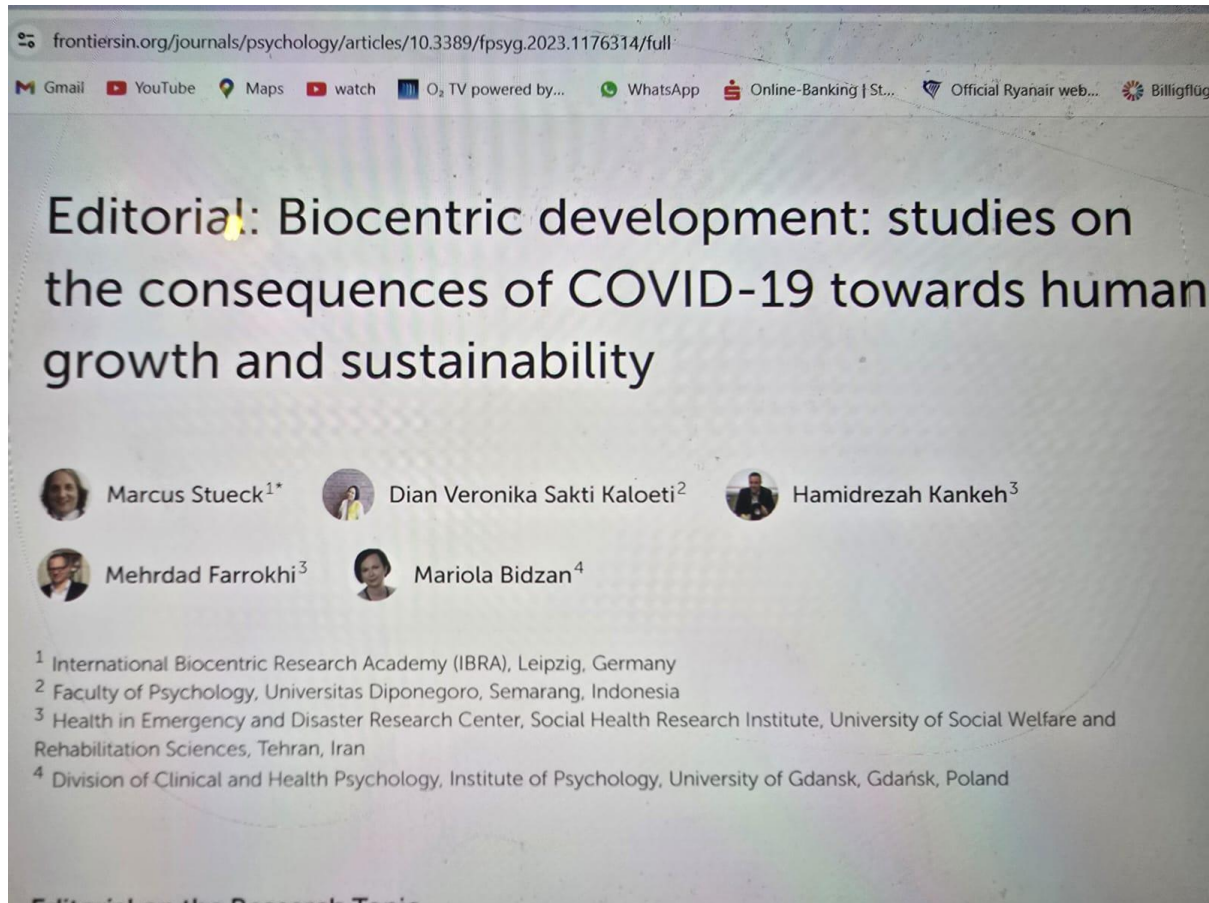 frontiersin.org/journals/psychology/articles/10.3389/fpsyg.2023.1176314/full
Gmail YouTube Maps watch O₂ TV powered by... WhatsApp Online-Banking | St... Official Ryanair web... Billigflüg
Editorial: Biocentric development: studies on
the consequences of COVID-19 towards human
growth and sustainability
Marcus Stueck¹* Dian Veronika Sakti Kaloeti² Hamidrezah Kankeh³
Mehrdad Farrokhi³ Mariola Bidzan⁴
¹ International Biocentric Research Academy (IBRA), Leipzig, Germany
² Faculty of Psychology, Universitas Diponegoro, Semarang, Indonesia
³ Health in Emergency and Disaster Research Center, Social Health Research Institute, University of Social Welfare and
Rehabilitation Sciences, Tehran, Iran
⁴ Division of Clinical and Health Psychology, Institute of Psychology, University of Gdansk, Gdańsk, Poland